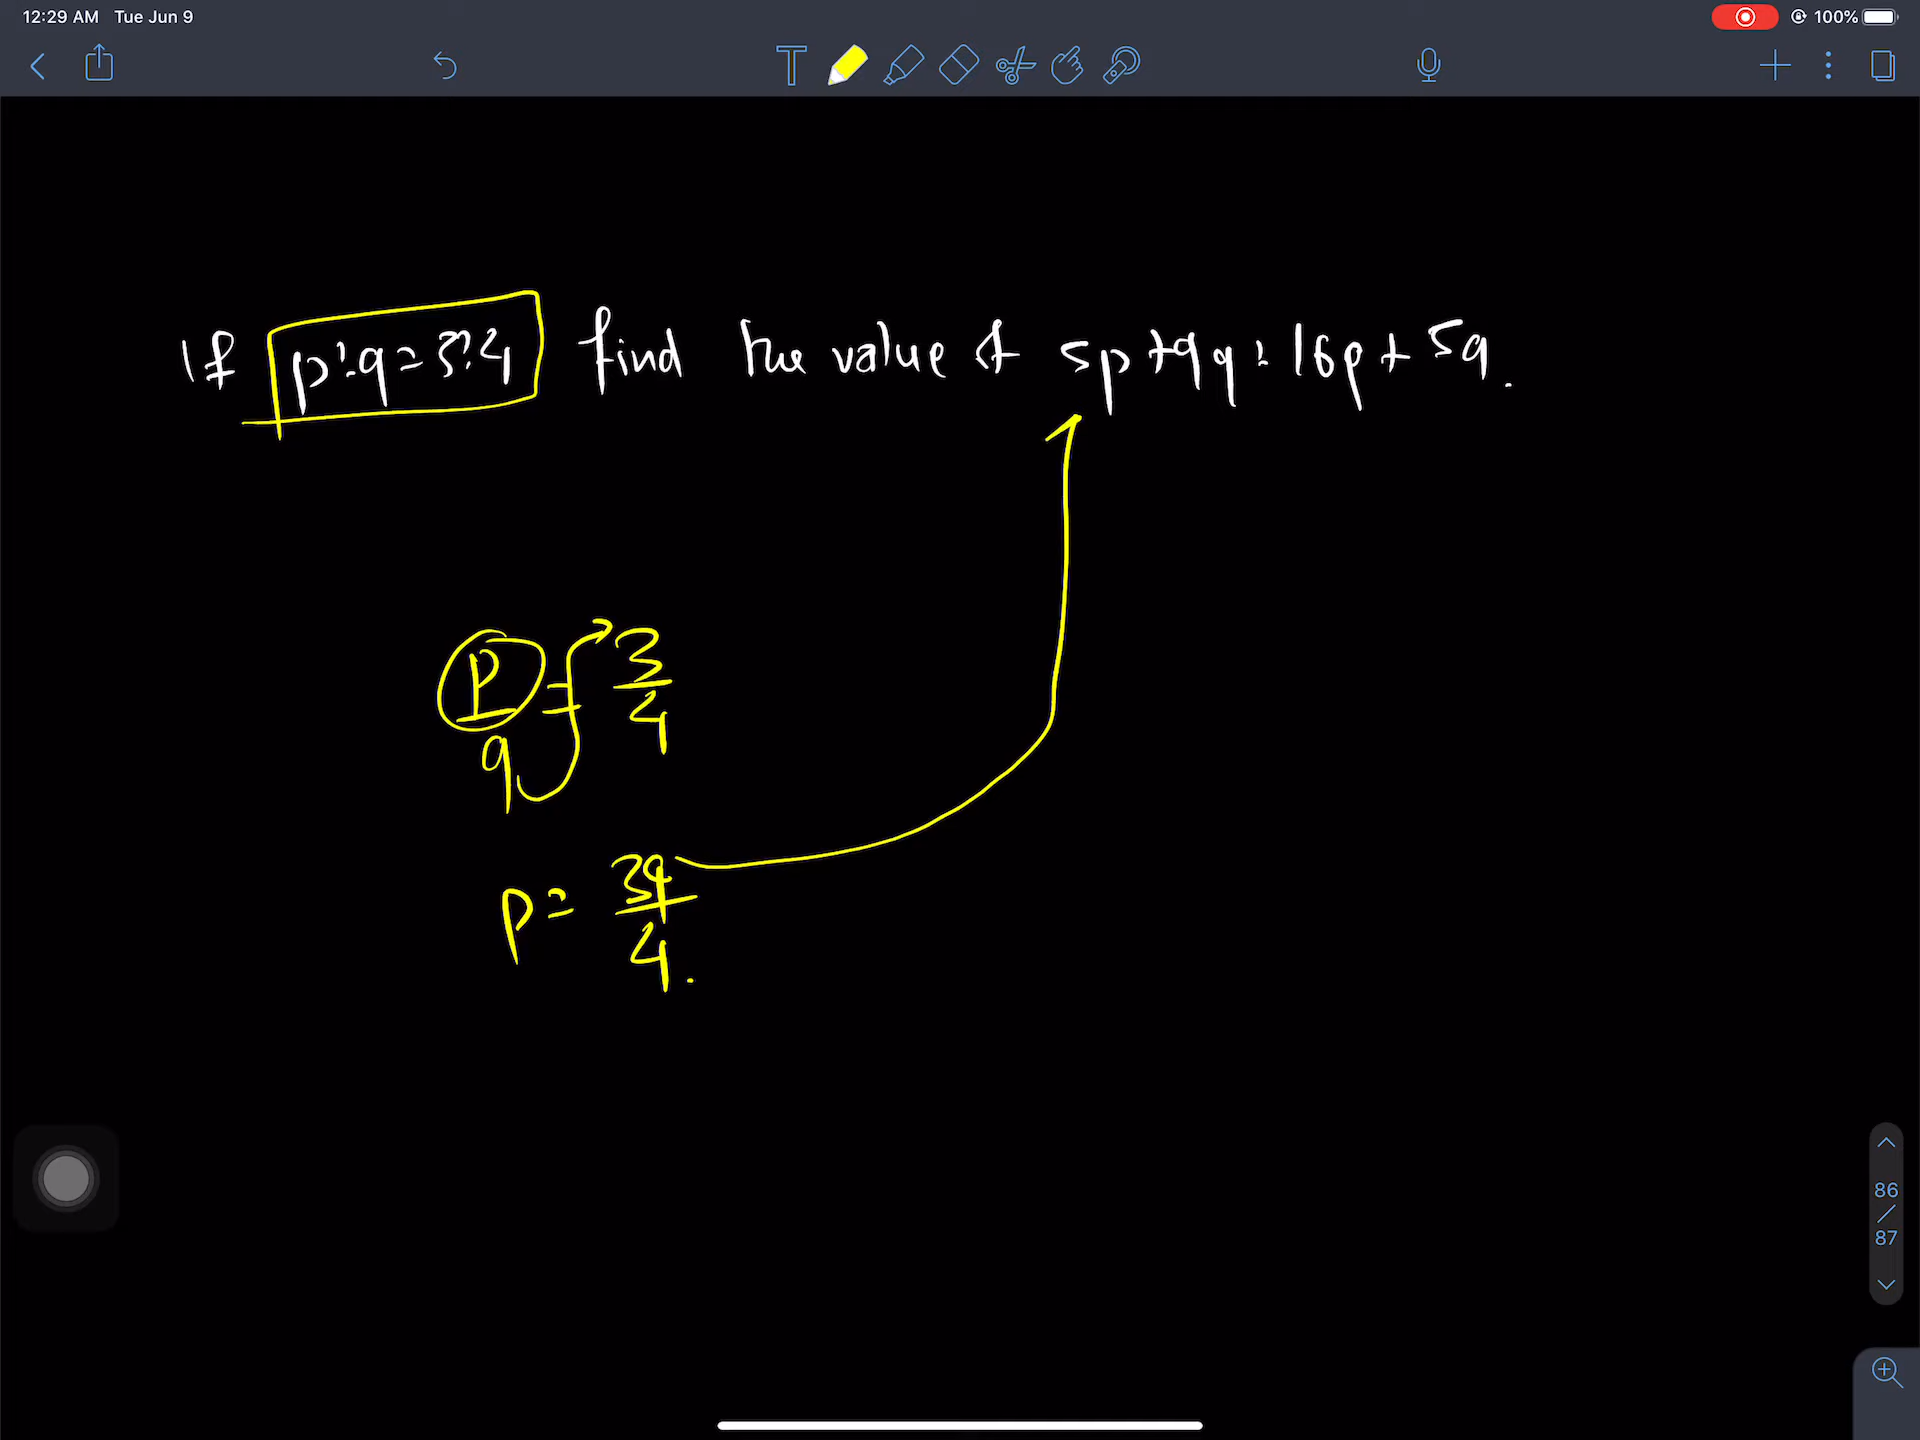 12:29 AM Tue Jun 9
100%
T
If p:q=3:4 find the value of 5p+9q:16p+5q.
p/q = 3/4
p = 3q/4.
86
/
87